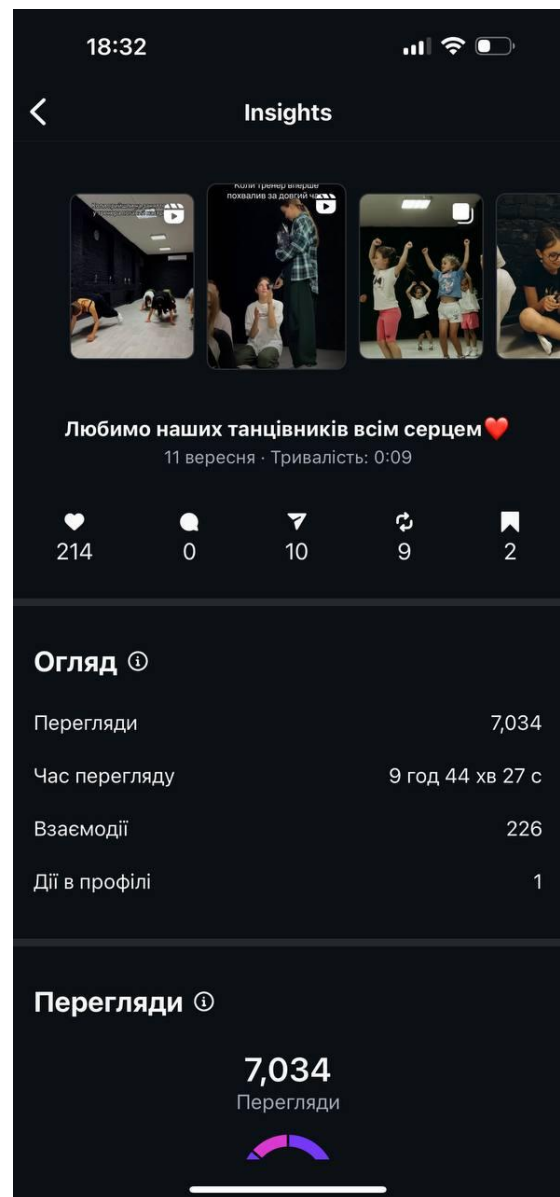 18:32
Insights
Коли тренер вперше
похвалив за довгий ча
Любимо наших танцівників всім серцем❤️
11 вересня · Тривалість: 0:09
214
0
10
9
2
Огляд
Перегляди 7,034
Час перегляду 9 год 44 хв 27 с
Взаємодії 226
Дії в профілі 1
Перегляди
7,034
Перегляди